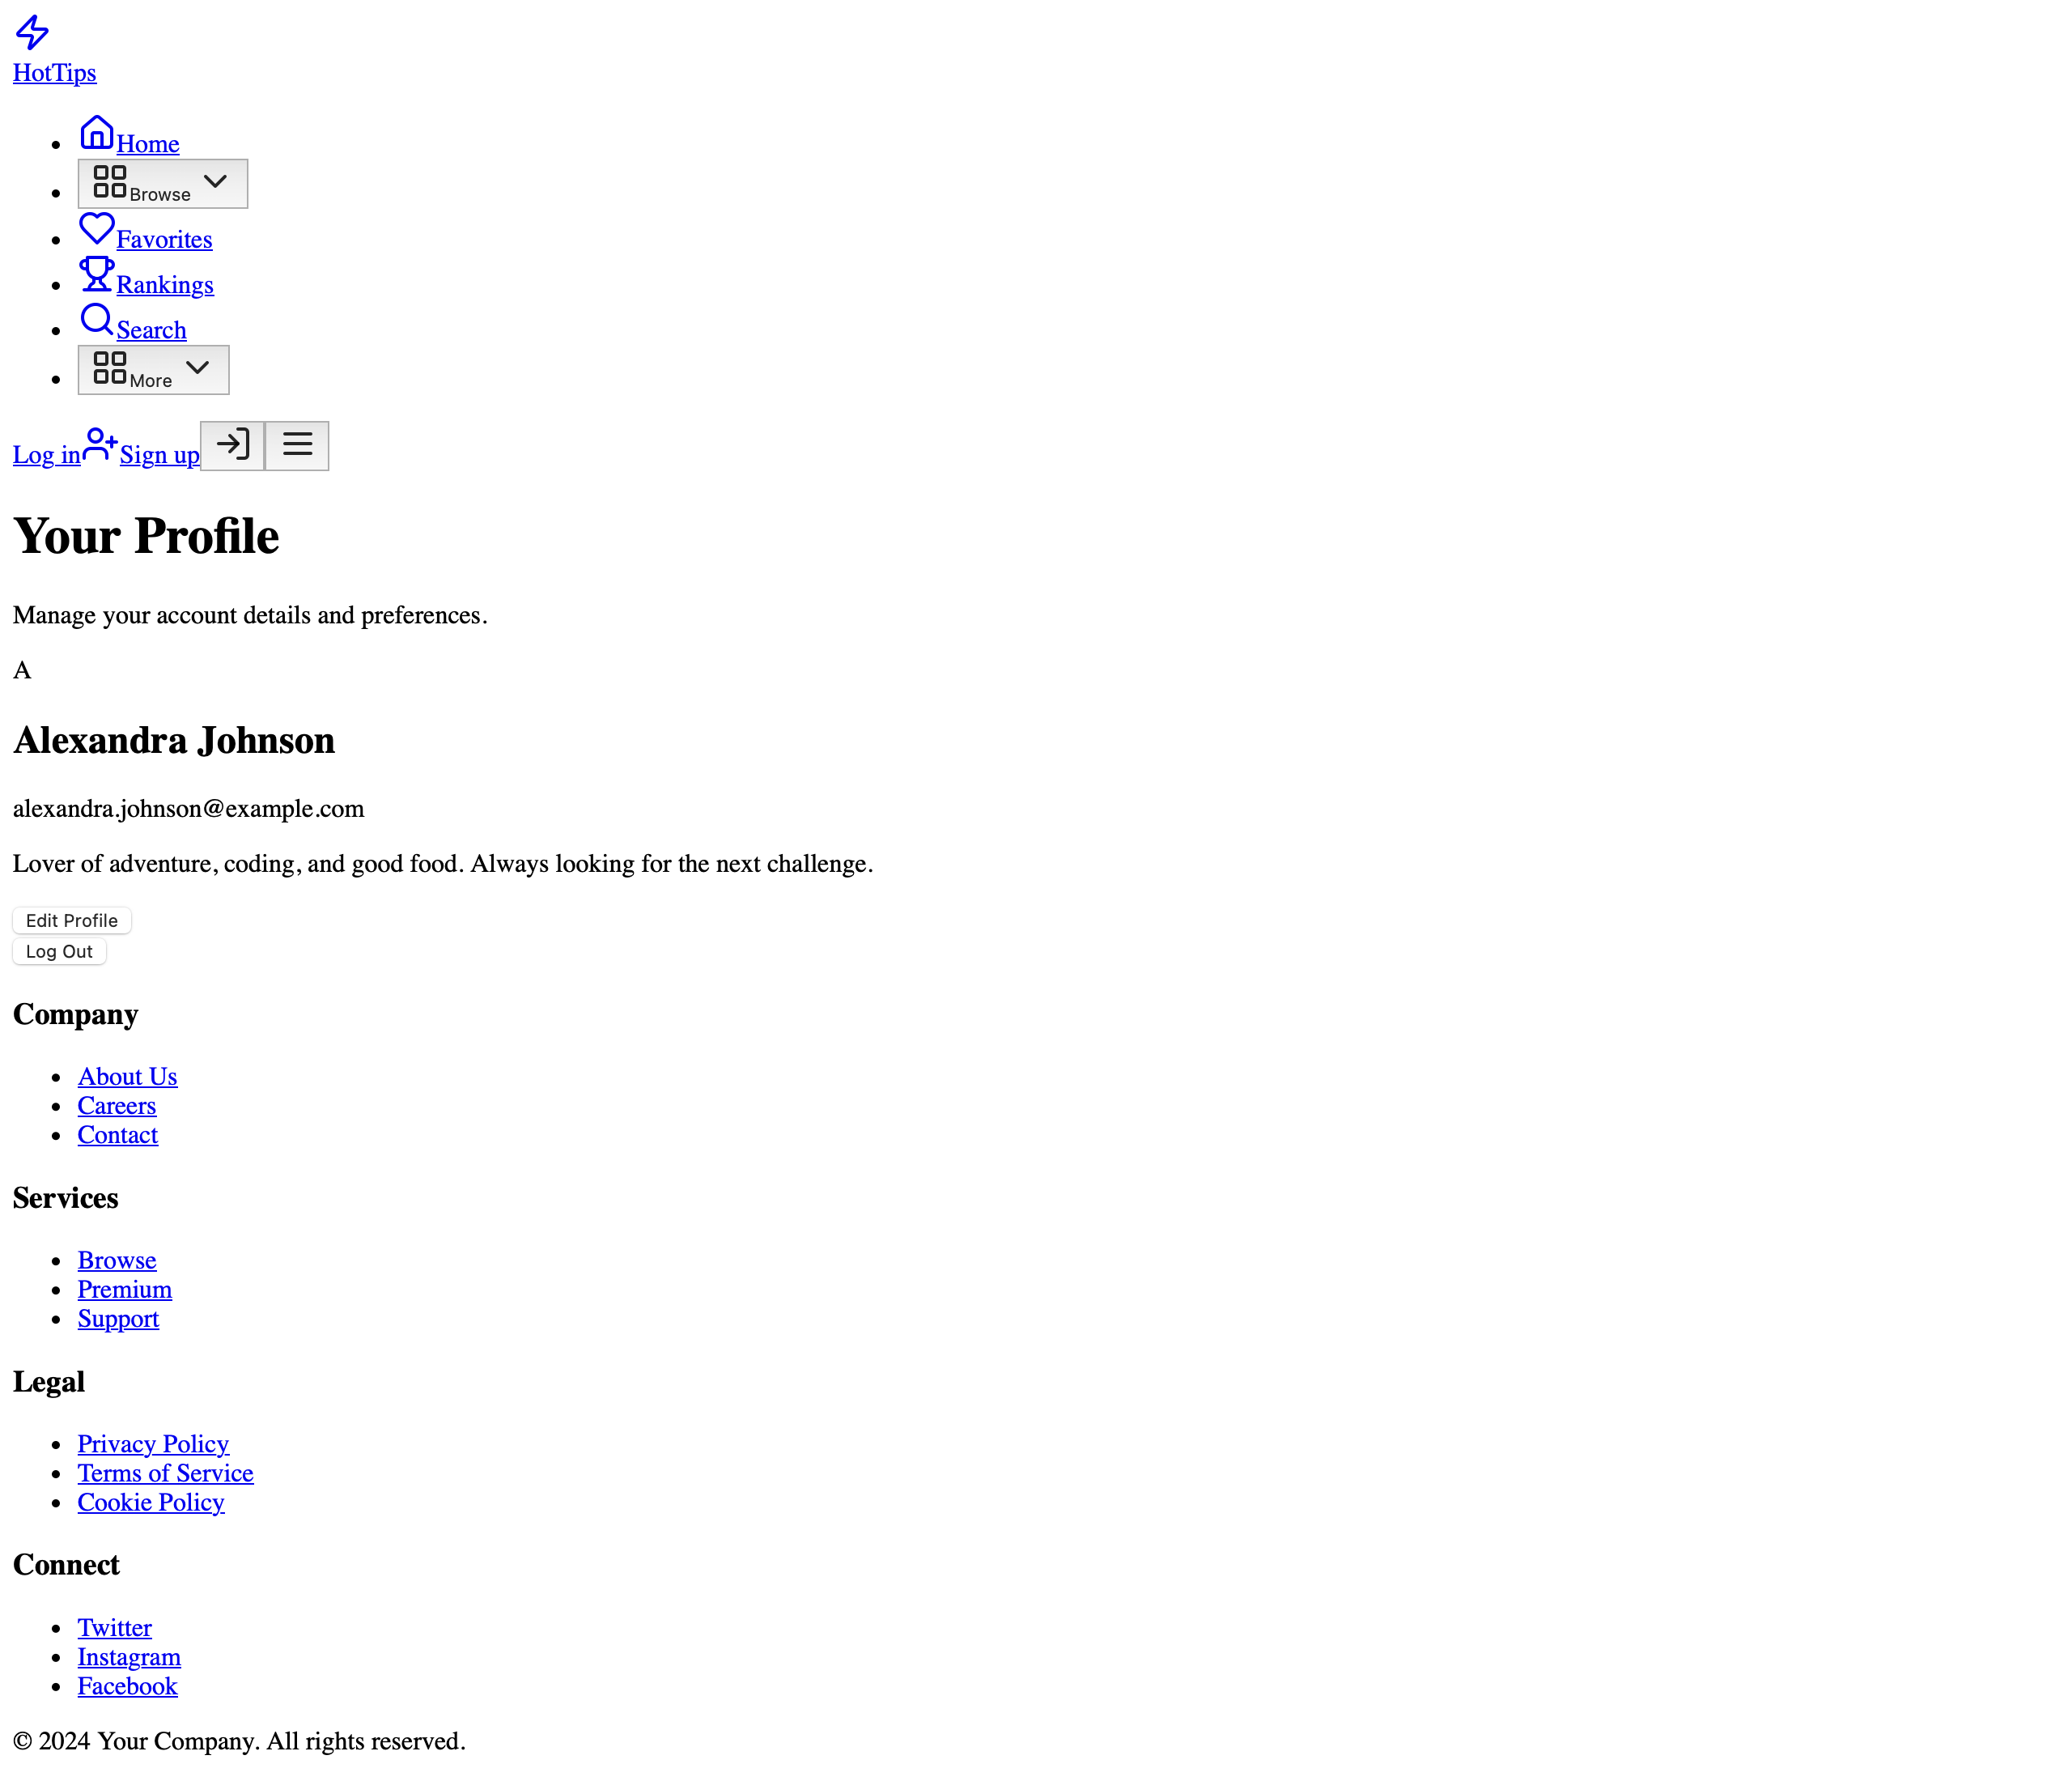 HotTips
Home
Browse
Favorites
Rankings
Search
More
Log in Sign up
Your Profile
Manage your account details and preferences.
A
Alexandra Johnson
alexandra.johnson@example.com
Lover of adventure, coding, and good food. Always looking for the next challenge.
Edit Profile
Log Out
Company
About Us
Careers
Contact
Services
Browse
Premium
Support
Legal
Privacy Policy
Terms of Service
Cookie Policy
Connect
Twitter
Instagram
Facebook
© 2024 Your Company. All rights reserved.